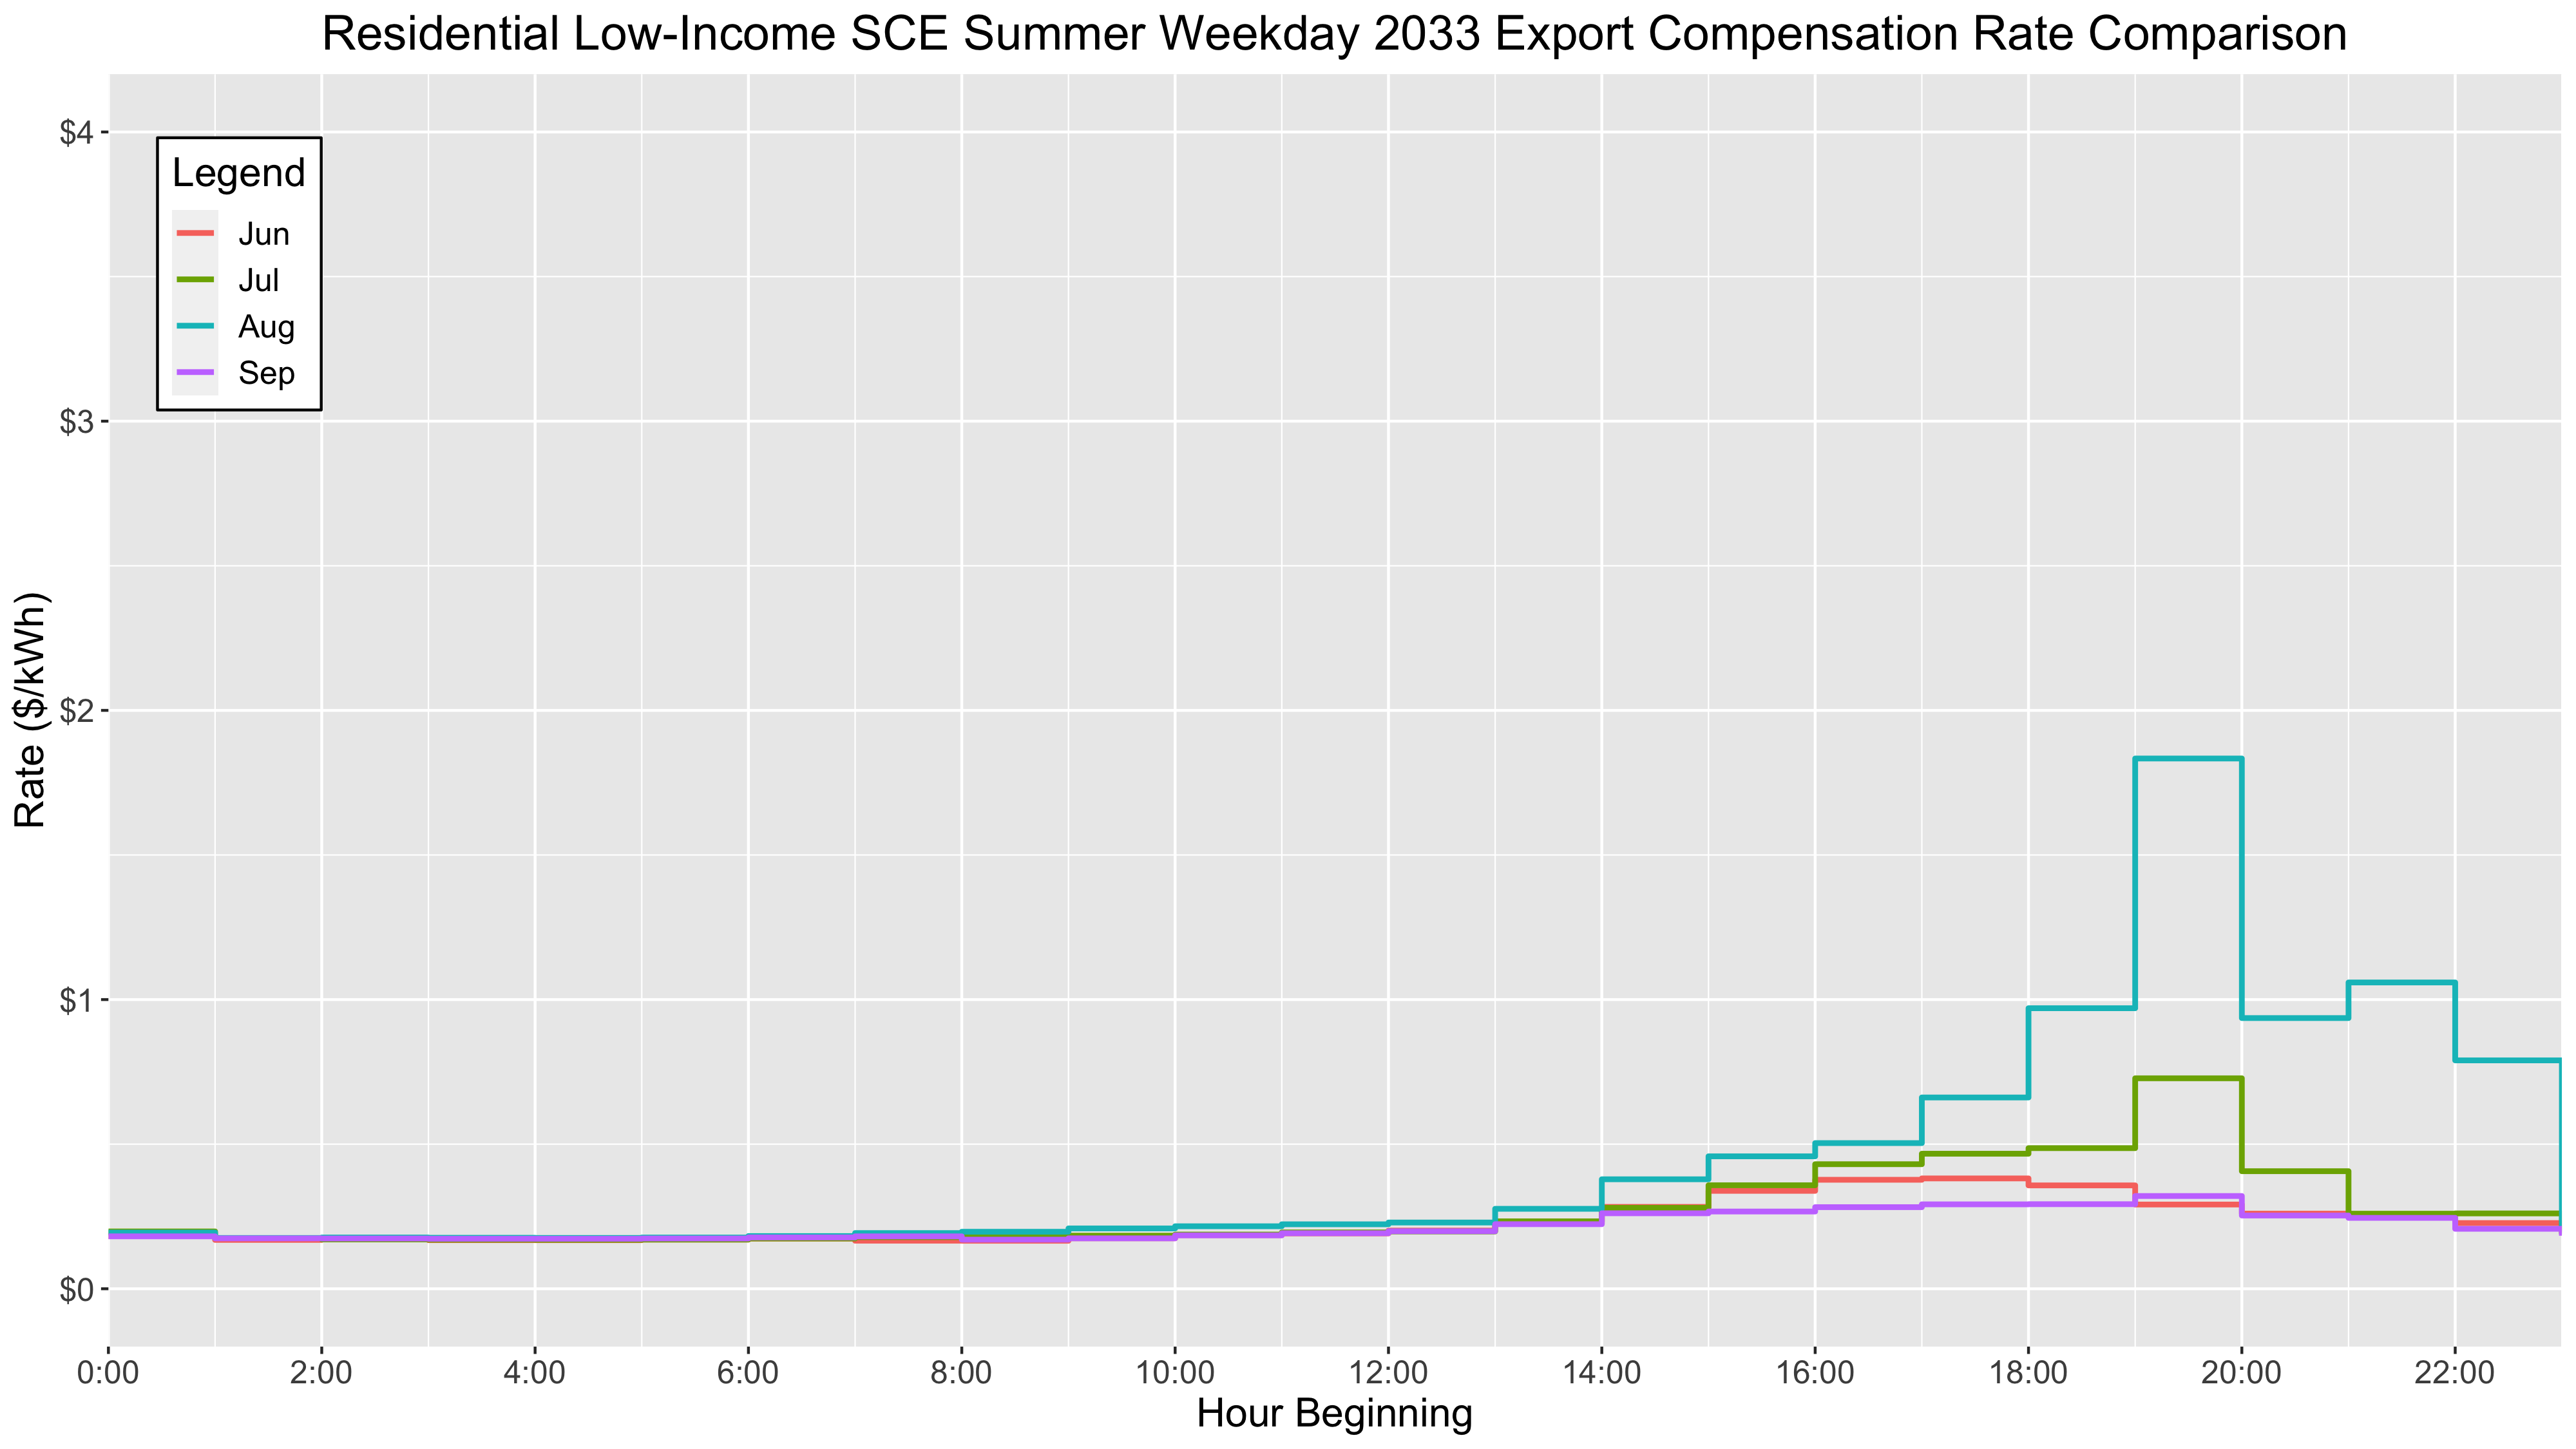 Residential Low-Income SCE Summer Weekday 2033 Export Compensation Rate Comparison
Rate ($/kWh)
$4
$3
$2
$1
$0
Legend
Jun
Jul
Aug
Sep
0:00 2:00 4:00 6:00 8:00 10:00 12:00 14:00 16:00 18:00 20:00 22:00
Hour Beginning